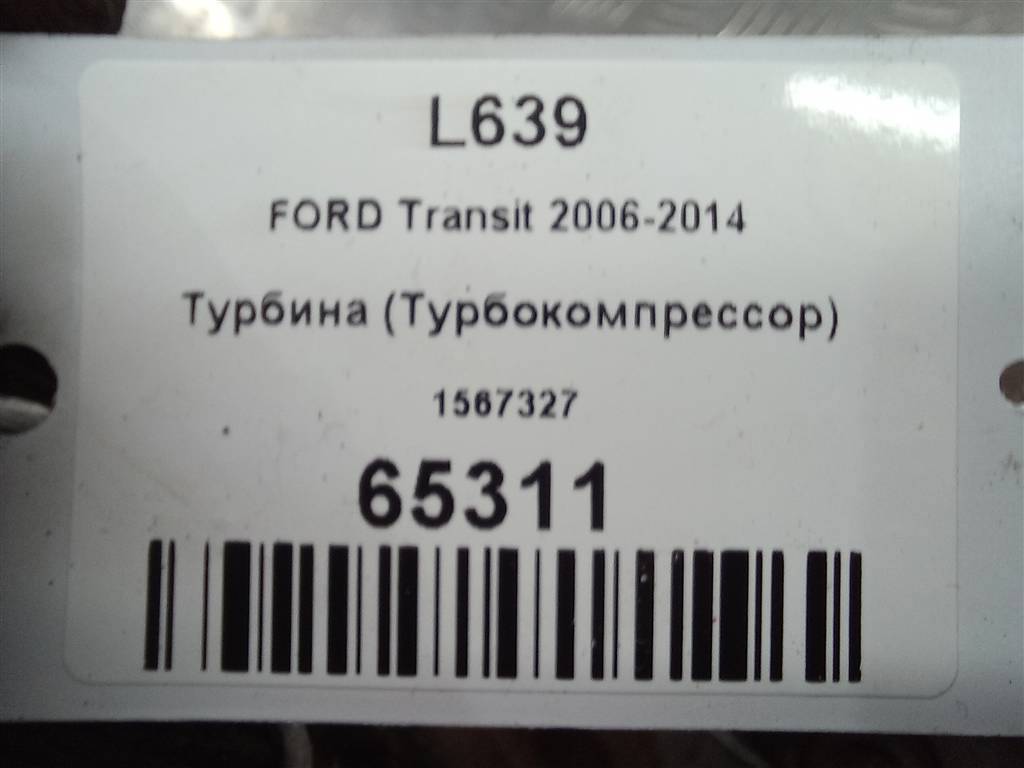 L639
FORD Transit 2006-2014
Турбина (Турбокомпрессор)
1567327
65311